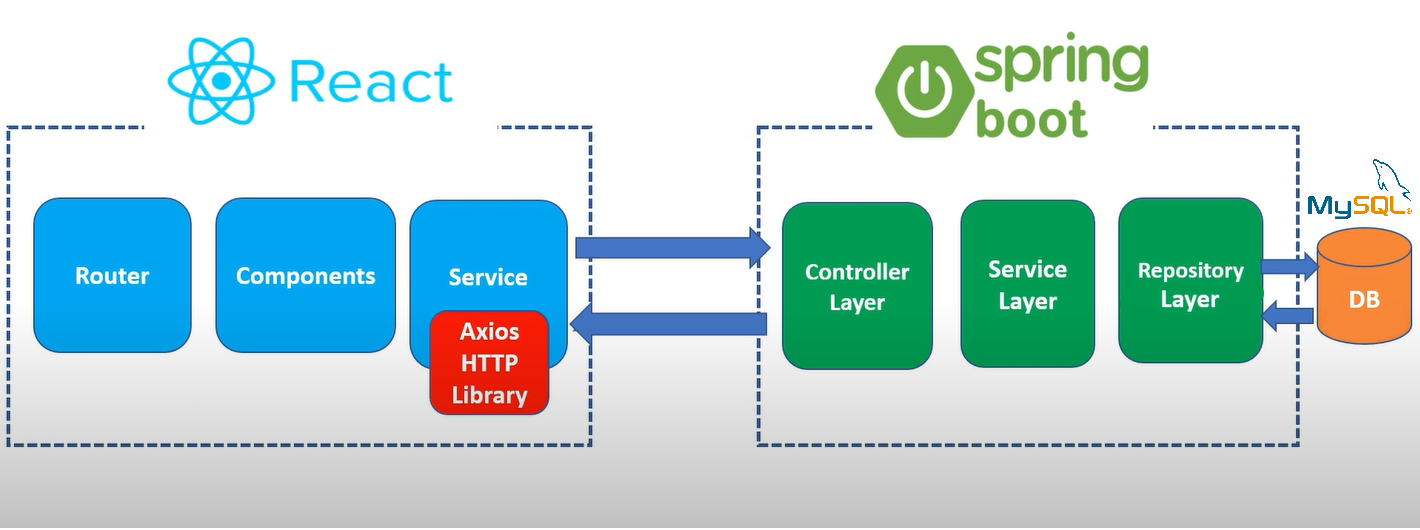 React
spring
boot
Router
Components
Service
Axios
HTTP
Library
Controller
Layer
Service
Layer
Repository
Layer
MySQL
DB